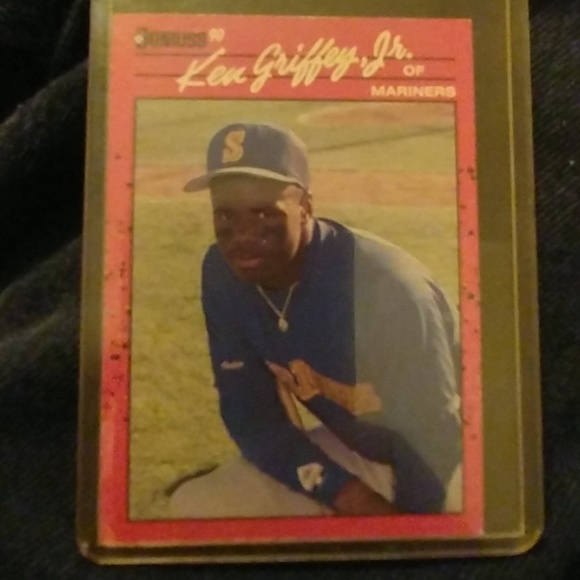 Donruss 90
Ken Griffey, Jr.
OF
MARINERS
S